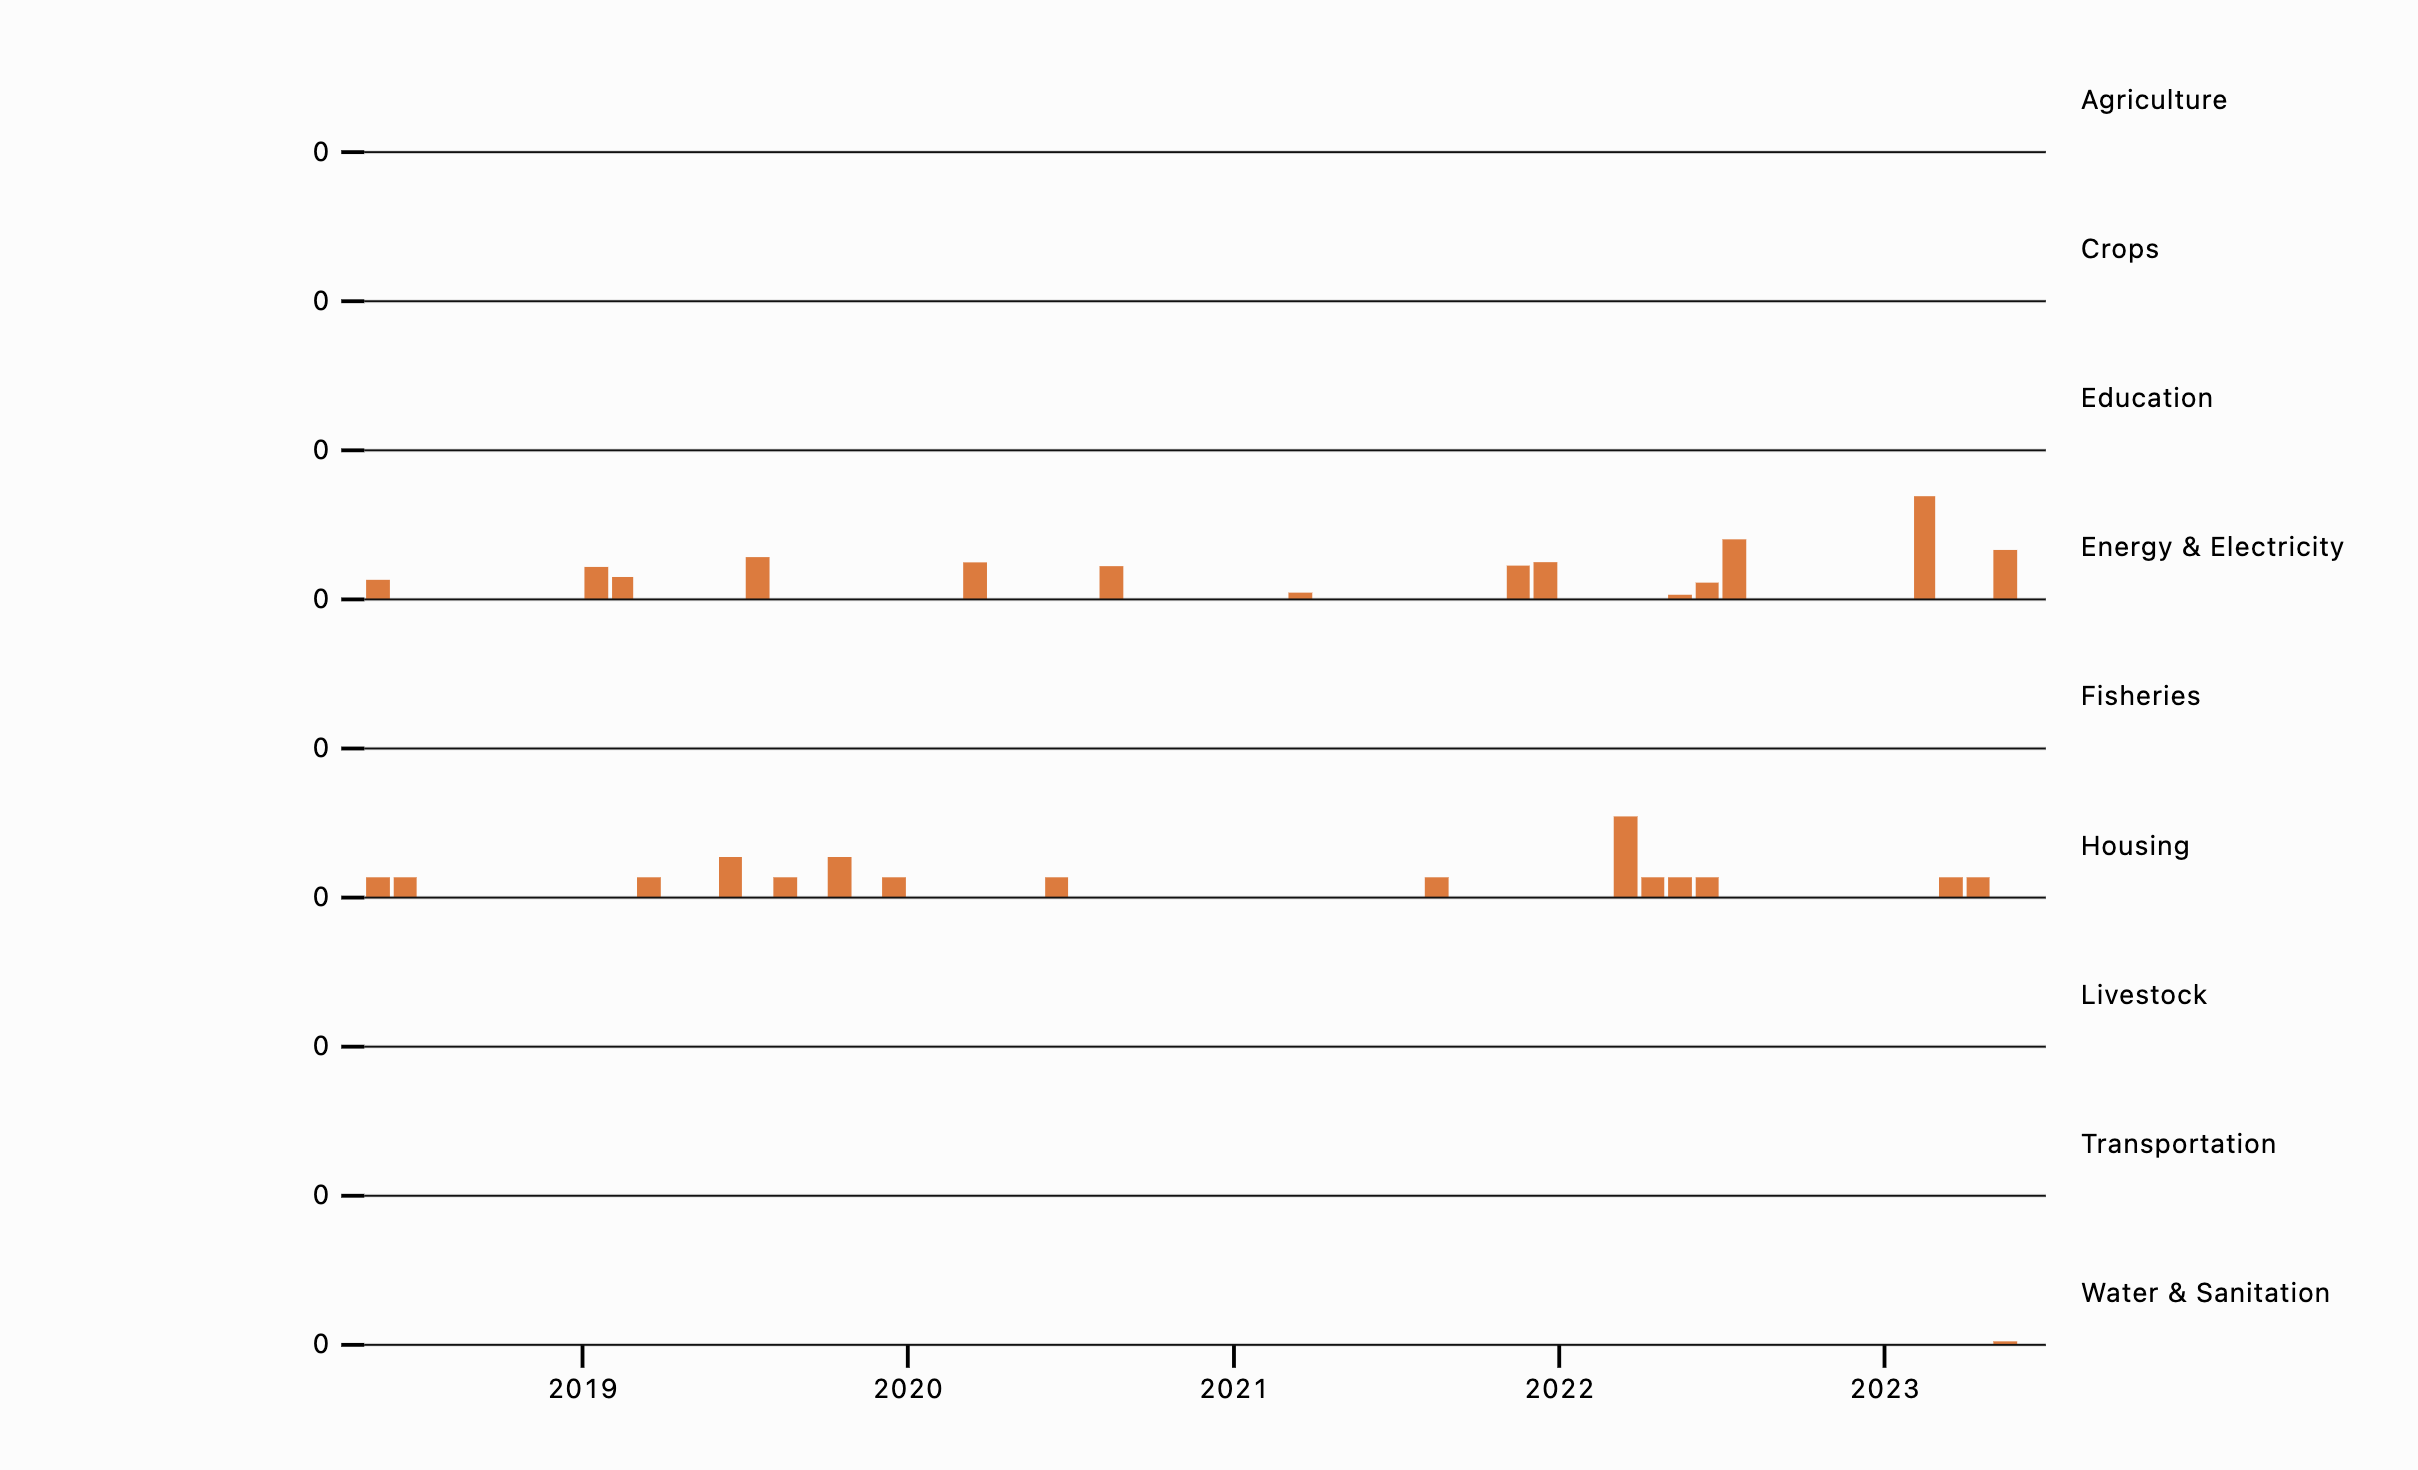 Agriculture
0
Crops
0
Education
0
Energy & Electricity
0
Fisheries
0
Housing
0
Livestock
0
Transportation
0
Water & Sanitation
0
2019 2020 2021 2022 2023